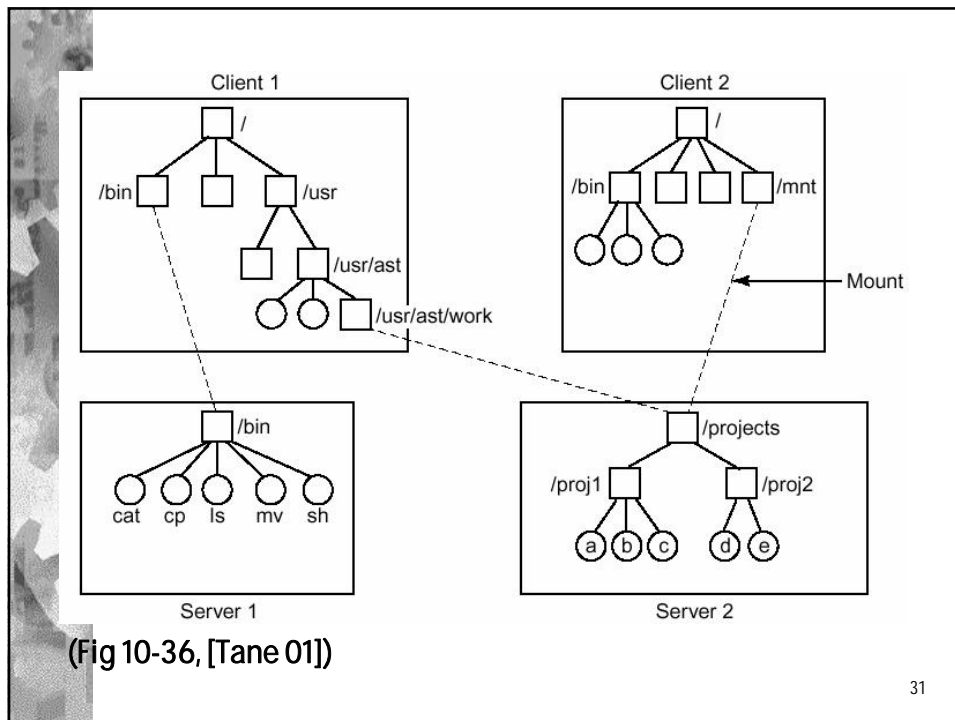 Client 1
Client 2
/
/
/bin
/usr
/bin
/mnt
/usr/ast
Mount
/usr/ast/work
/bin
/projects
/proj1
/proj2
cat cp ls mv sh
a b c d e
Server 1
Server 2
(Fig 10-36, [Tane 01])
31